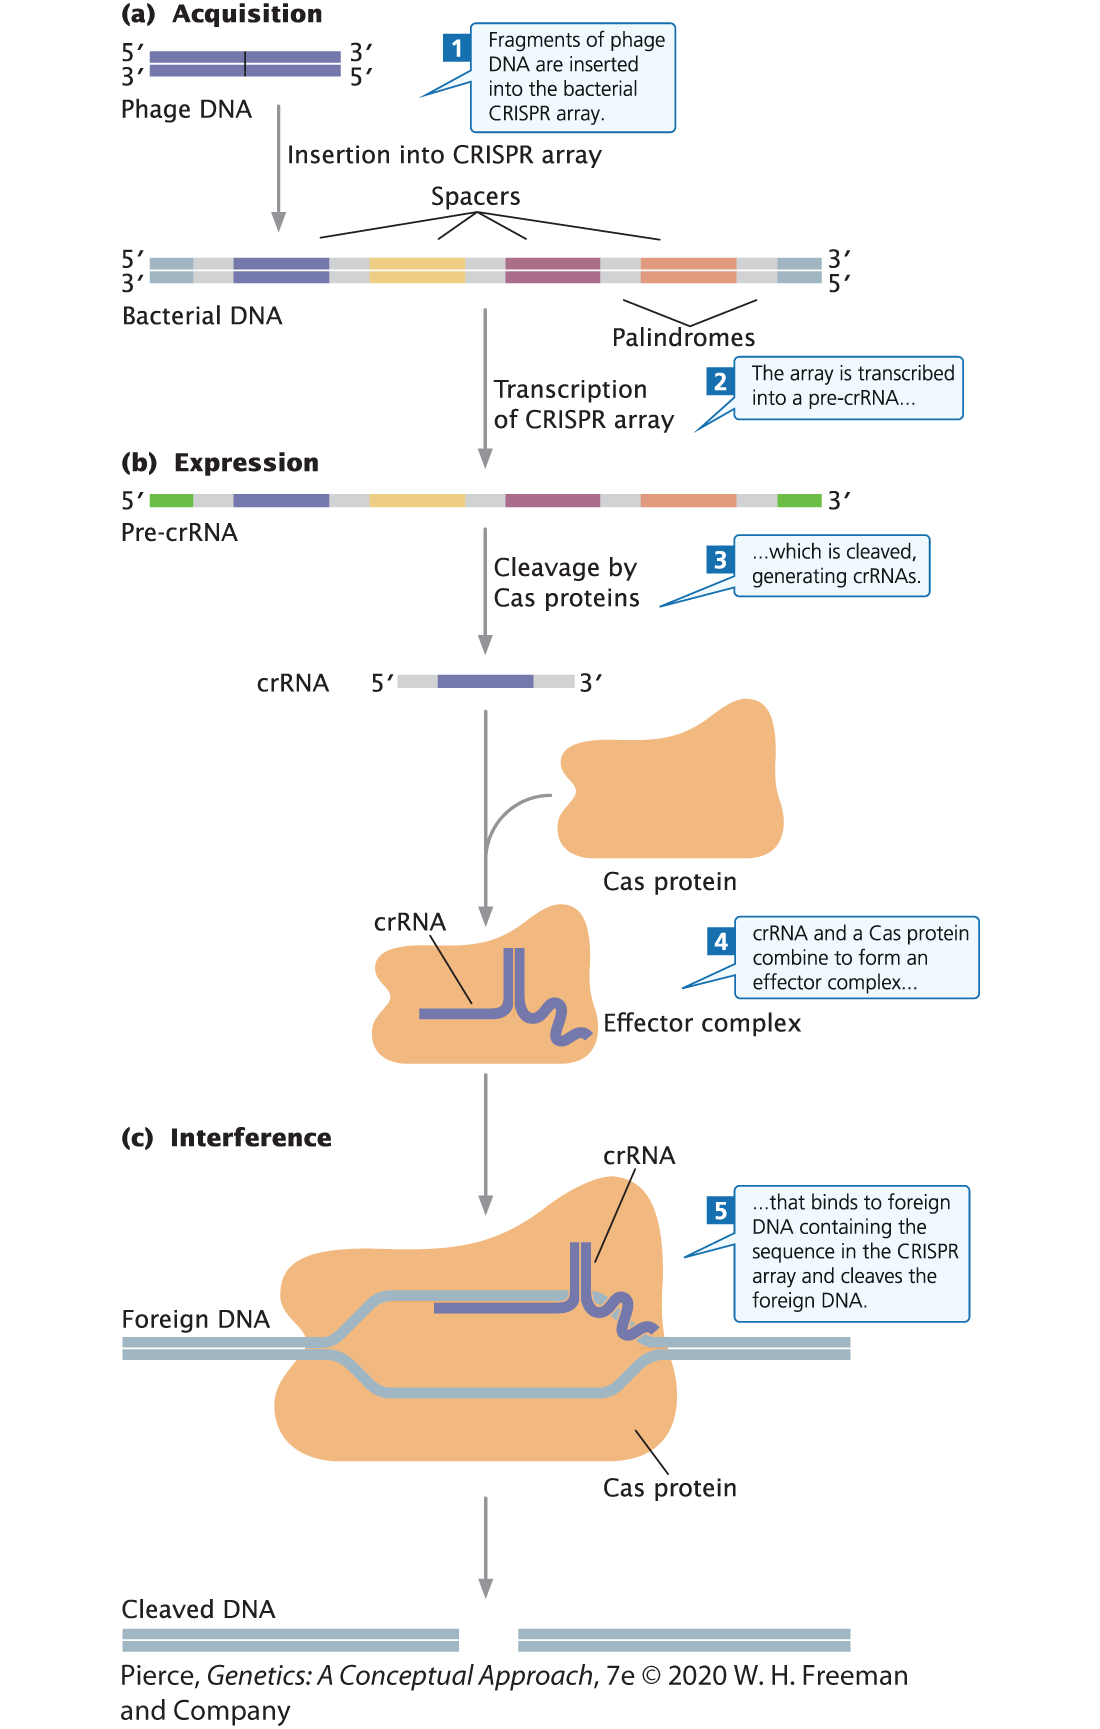 (a) Acquisition
5′ 3′
3′ 5′
Phage DNA
1
Fragments of phage
DNA are inserted
into the bacterial
CRISPR array.
Insertion into CRISPR array
Spacers
5′ 3′
3′ 5′
Bacterial DNA
Palindromes
Transcription
of CRISPR array
2
The array is transcribed
into a pre-crRNA...
(b) Expression
5′ 3′
Pre-crRNA
Cleavage by
Cas proteins
3
...which is cleaved,
generating crRNAs.
crRNA 5′ 3′
Cas protein
crRNA
4
crRNA and a Cas protein
combine to form an
effector complex...
Effector complex
(c) Interference
crRNA
5
...that binds to foreign
DNA containing the
sequence in the CRISPR
array and cleaves the
foreign DNA.
Foreign DNA
Cas protein
Cleaved DNA
Pierce, Genetics: A Conceptual Approach, 7e © 2020 W. H. Freeman
and Company